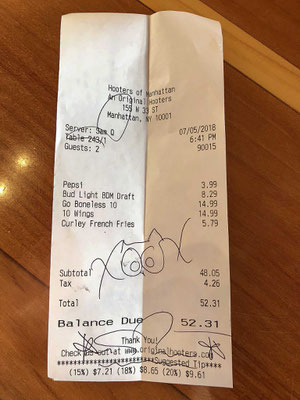 Hooters of Manhattan
An Original Hooters
155 W 33 ST
Manhattan, NY 10001
Server: Sas Q 07/05/2018
Table 243/1 6:41 PM
Guests: 2 90015
Pepsi 3.99
Bud Light BDM Draft 8.29
Go Boneless 10 14.99
10 Wings 14.99
Curley French Fries 5.79
Subtotal 48.05
Tax 4.26
Total 52.31
Balance Due 52.31
Thank You!
Check us out at www.originalhooters.com
Suggested Tip
(15%) $7.21 (18%) $8.65 (20%) $9.61